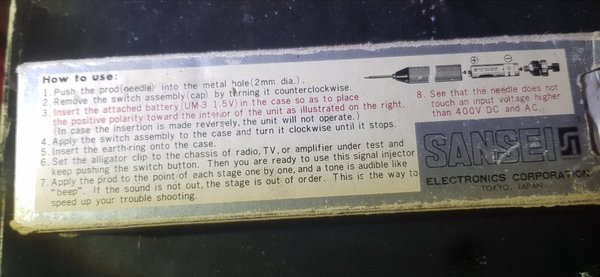 How to use:
1. Push the prod(needle) into the metal hole(2mm dia.).
2. Remove the switch assembly(cap) by terning it counterclockwise.
3. Insert the attached battery(UM-3 1.5V) in the case so as to place
the positive polarity toward the interior of the unit as illustrated on the right.
(In case the insertion is made reversely, the unit will not operate.)
4. Apply the switch assembly to the case and turn it clockwise until it stops.
5. Insert the earth-ring onto the case.
6. Set the alligator clip to the chassis of radio, TV, or amplifier under test and
keep pushing the switch button. Then you are ready to use this signal injector
7. Apply the prod to the point of each stage one by one, and a tone is audible like
"beep". If the sound is not out, the stage is out of order. This is the way to
speed up your trouble shooting.
⊕ ⊖
8. See that the needle does not
touch an input voltage higher
than 400V DC and AC.
SANSEI
ELECTRONICS CORPORATION
TOKYO, JAPAN